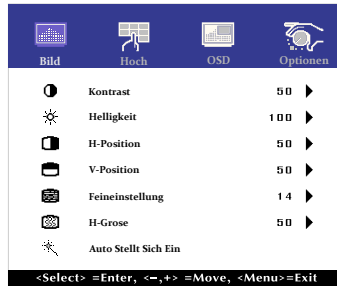 Bild Hoch OSD Optionen
Kontrast 50
Helligkeit 100
H-Position 50
V-Position 50
Feineinstellung 14
H-Grose 50
Auto Stellt Sich Ein
<Select> =Enter, <–,+> =Move, <Menu>=Exit